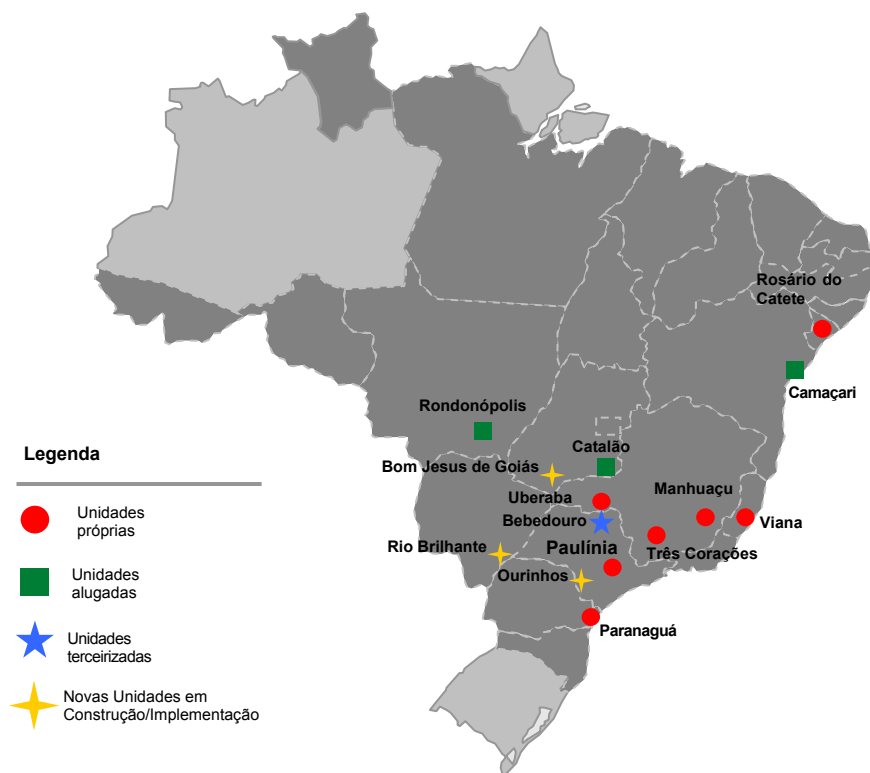 Rosário do
Catete
Camaçari
Rondonópolis
Catalão
Bom Jesus de Goiás
Uberaba
Manhuaçu
Bebedouro
Viana
Paulínia
Três Corações
Rio Brilhante
Ourinhos
Paranaguá
Legenda
Unidades
próprias
Unidades
alugadas
Unidades
terceirizadas
Novas Unidades em
Construção/Implementação